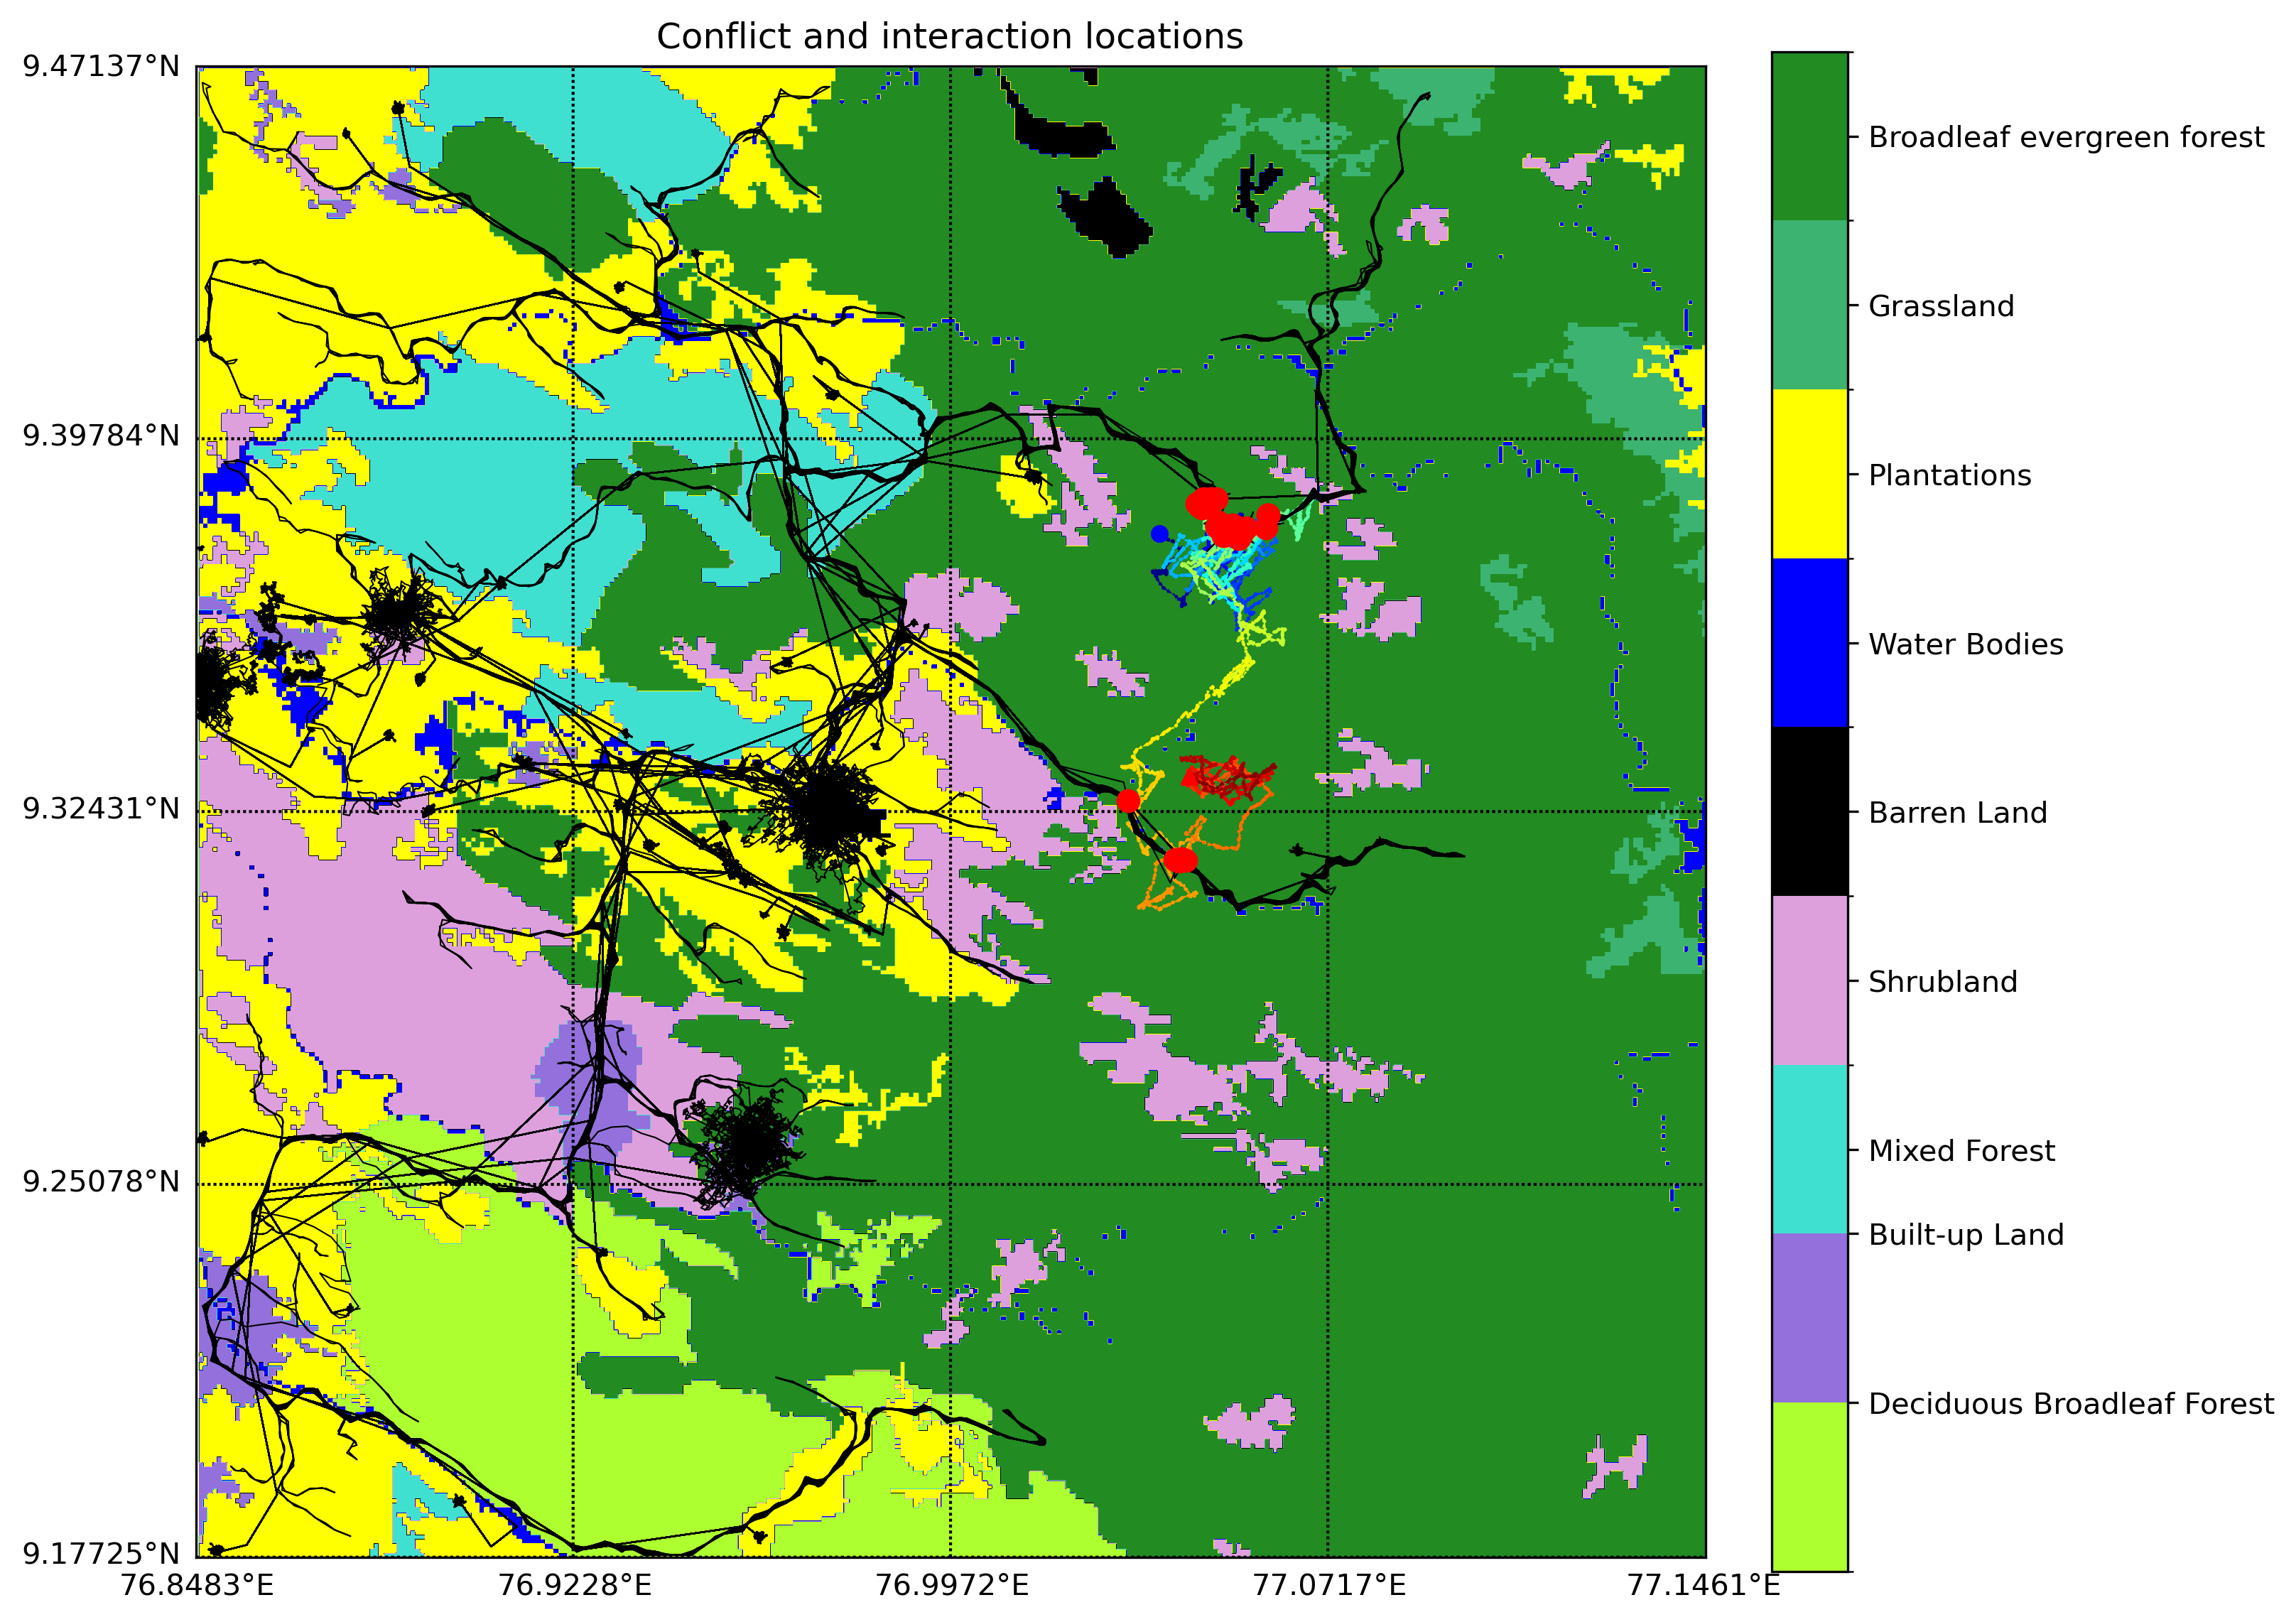 Conflict and interaction locations
9.47137°N
9.39784°N
9.32431°N
9.25078°N
9.17725°N
76.8483°E
76.9228°E
76.9972°E
77.0717°E
77.1461°E
Broadleaf evergreen forest
Grassland
Plantations
Water Bodies
Barren Land
Shrubland
Mixed Forest
Built-up Land
Deciduous Broadleaf Forest